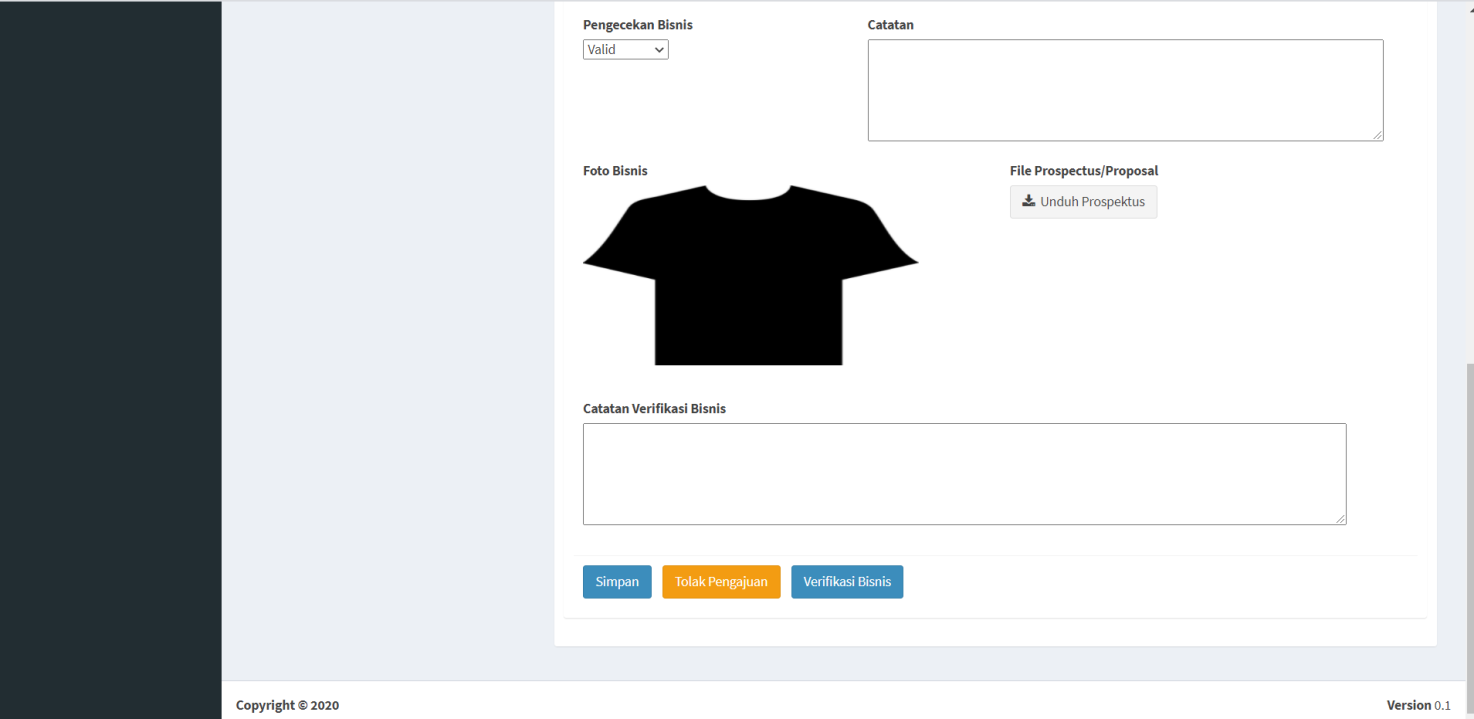 Pengecekan Bisnis
Catatan
Valid
Foto Bisnis
File Prospectus/Proposal
Unduh Prospektus
Catatan Verifikasi Bisnis
Simpan
Tolak Pengajuan
Verifikasi Bisnis
Copyright © 2020
Version 0.1